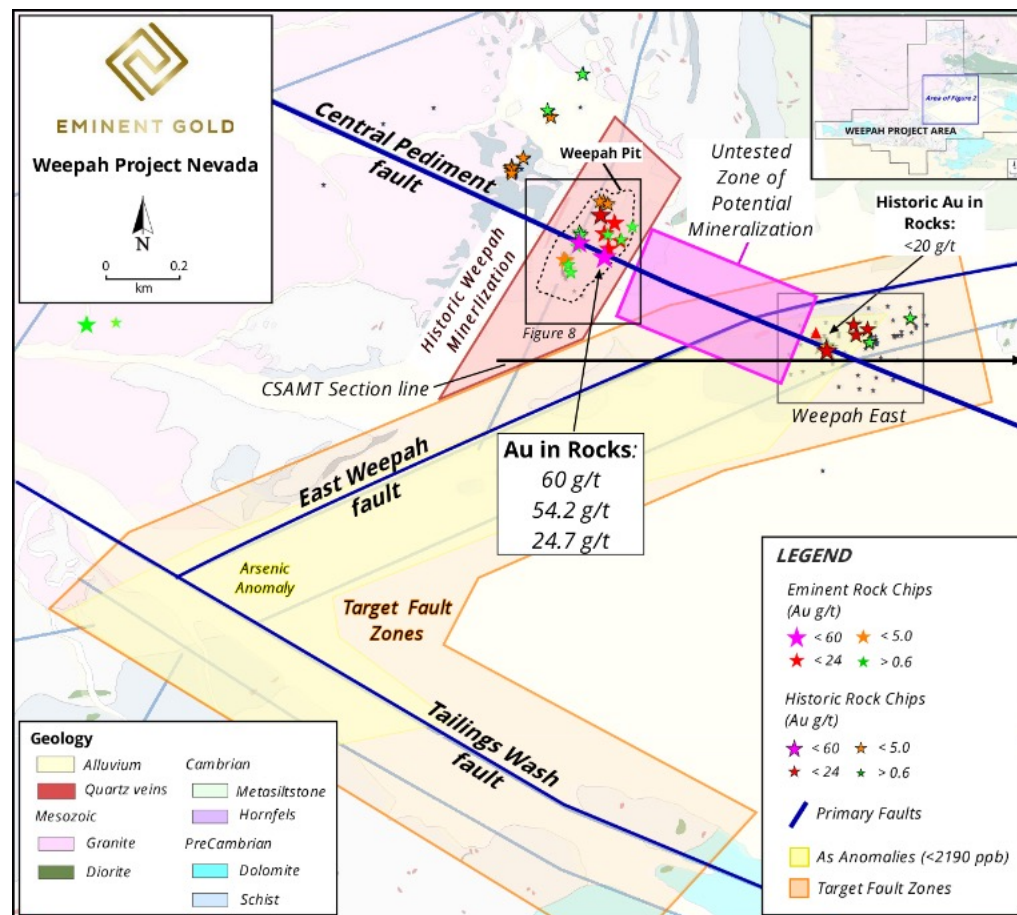 EMINENT GOLD
Weepah Project Nevada
N
0 0.2
km
Central Pediment
fault
Weepah Pit
Untested
Zone of
Potential
Mineralization
Area of Figure 2
WEEPAH PROJECT AREA
Historic Au in
Rocks:
<20 g/t
Historic Weepah
Minerlization
Figure 8
CSAMT Section line
Weepah East
East Weepah
fault
Au in Rocks:
60 g/t
54.2 g/t
24.7 g/t
Arsenic
Anomaly
Target Fault
Zones
Tailings Wash
fault
Geology
Alluvium
Quartz veins
Mesozoic
Granite
Diorite
Cambrian
Metasiltstone
Hornfels
PreCambrian
Dolomite
Schist
LEGEND
Eminent Rock Chips
(Au g/t)
< 60 < 5.0
< 24 > 0.6
Historic Rock Chips
(Au g/t)
< 60 < 5.0
< 24 > 0.6
Primary Faults
As Anomalies (<2190 ppb)
Target Fault Zones